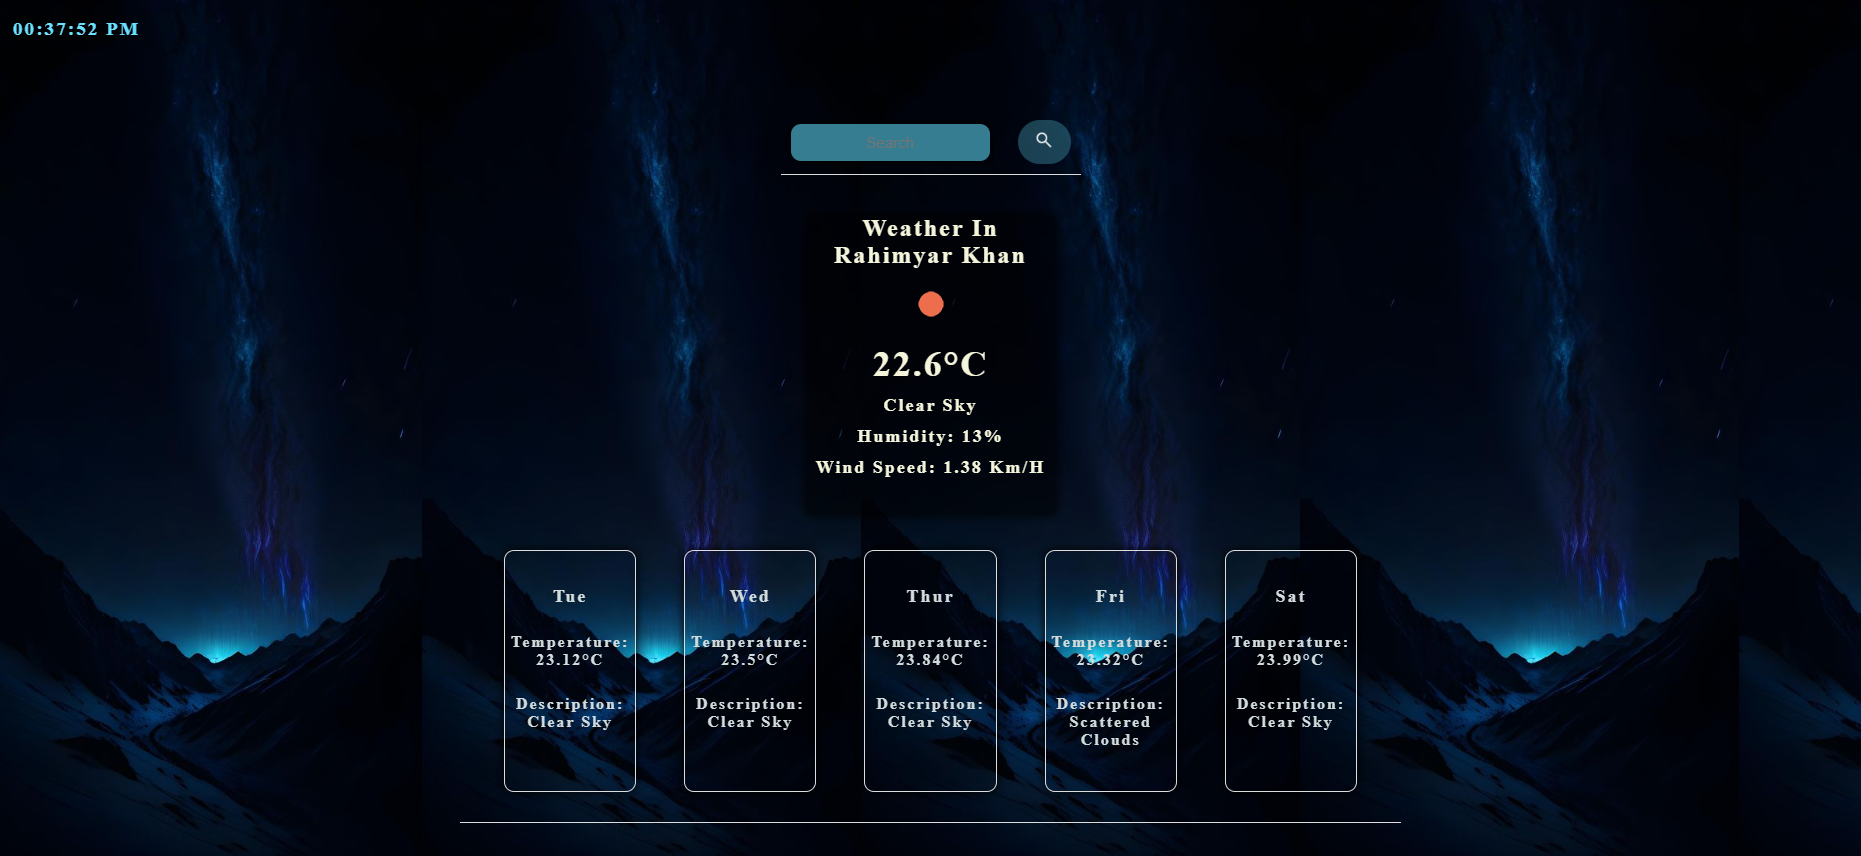 00:37:52 PM
Search
Weather In
Rahimyar Khan
22.6°C
Clear Sky
Humidity: 13%
Wind Speed: 1.38 Km/H
Tue
Temperature:
23.12°C
Description:
Clear Sky
Wed
Temperature:
23.5°C
Description:
Clear Sky
Thur
Temperature:
23.84°C
Description:
Clear Sky
Fri
Temperature:
23.32°C
Description:
Scattered
Clouds
Sat
Temperature:
23.99°C
Description:
Clear Sky